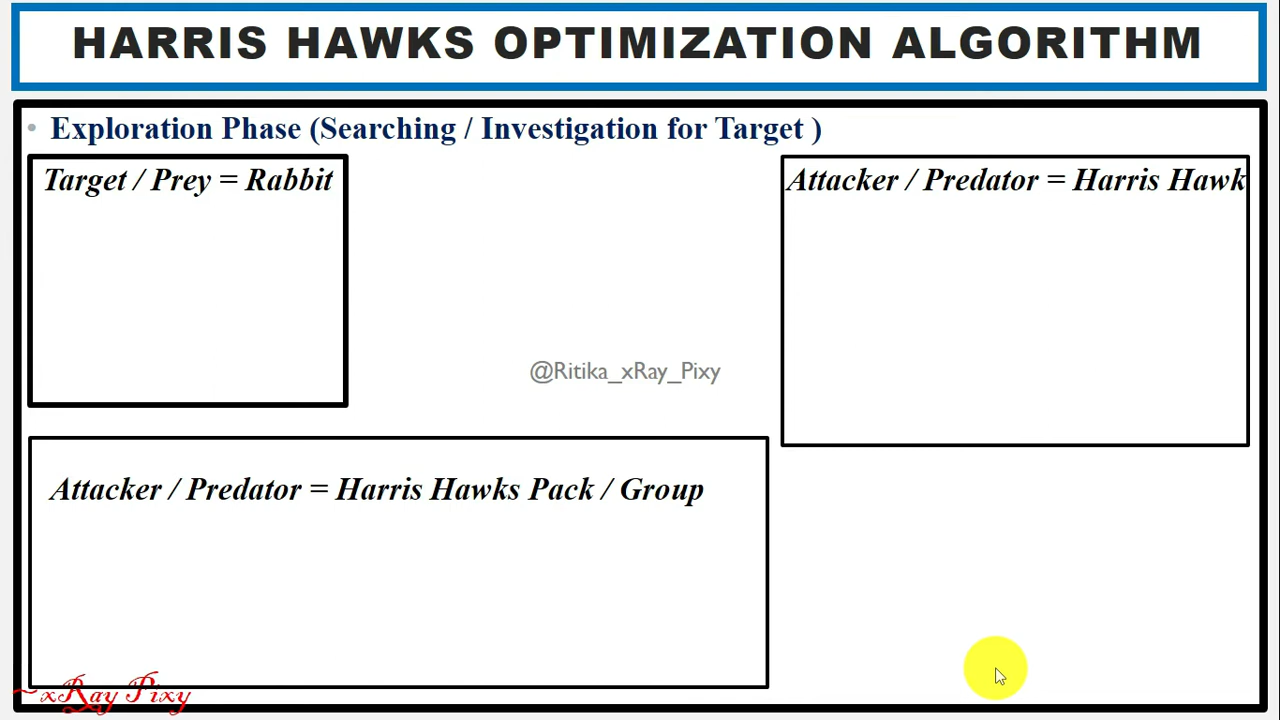 HARRIS HAWKS OPTIMIZATION ALGORITHM
• Exploration Phase (Searching / Investigation for Target )
Target / Prey = Rabbit
Attacker / Predator = Harris Hawk
@Ritika_xRay_Pixy
Attacker / Predator = Harris Hawks Pack / Group
~xRay Pixy